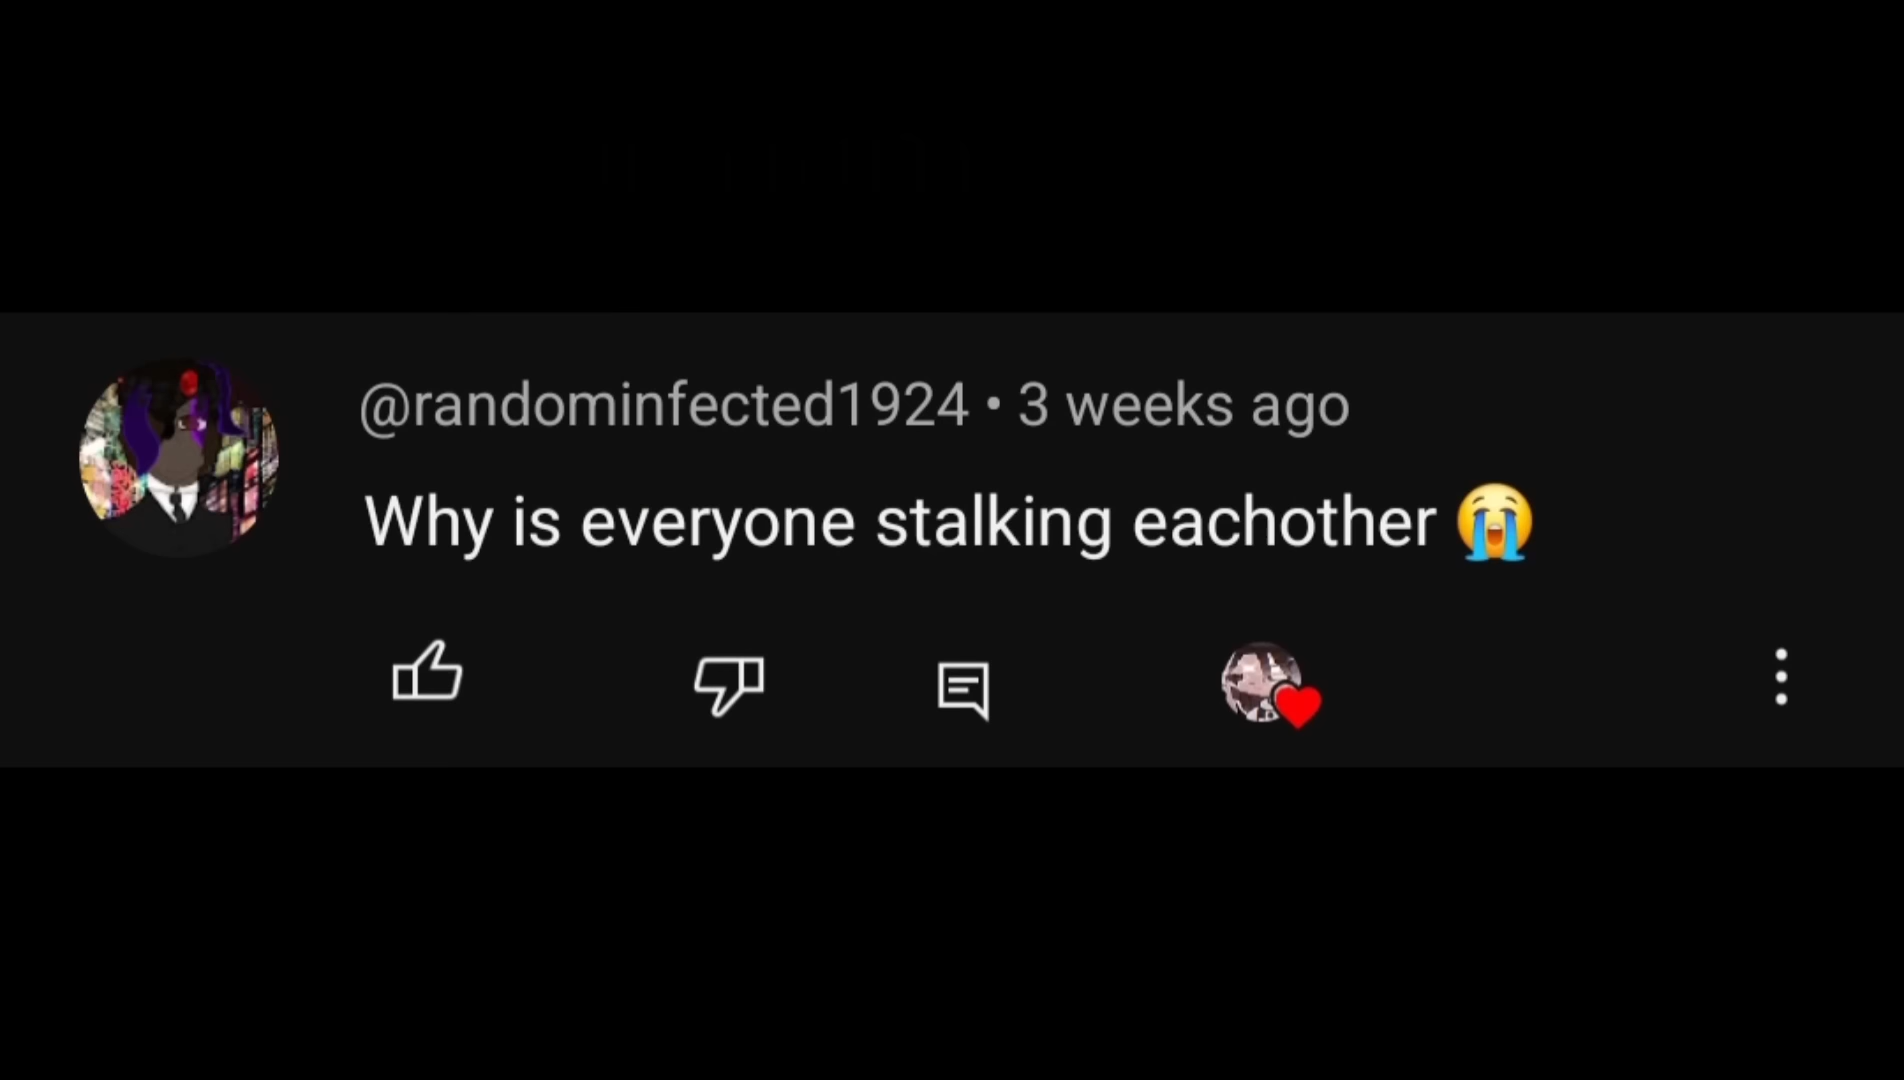 @randominfected1924 • 3 weeks ago
Why is everyone stalking eachother 😭